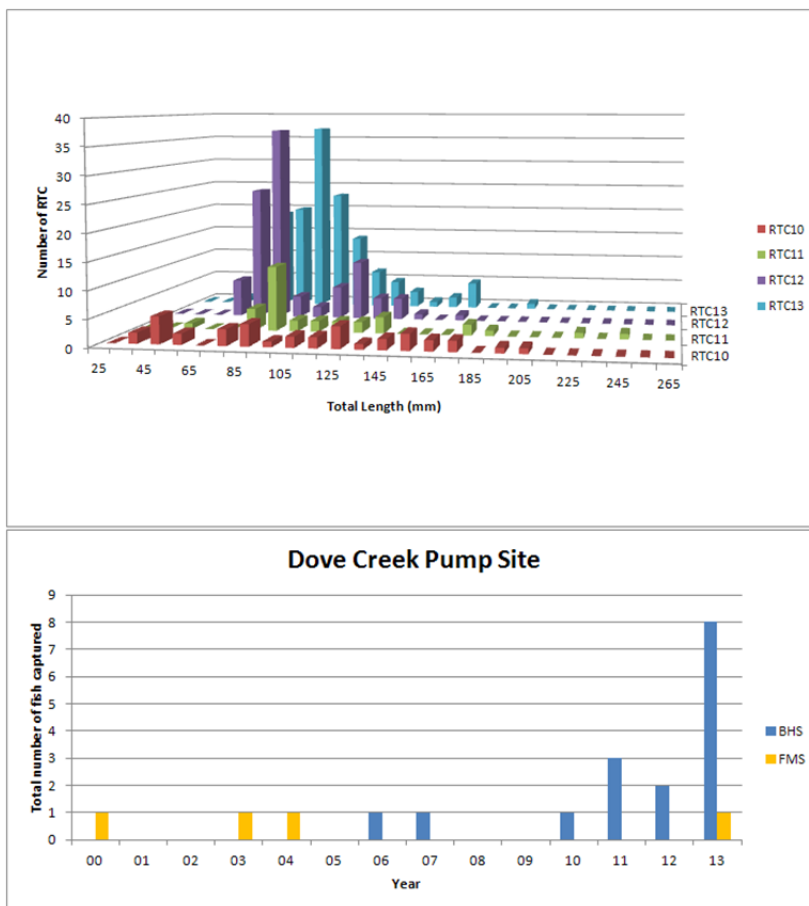 40
35
30
25
20
15
10
5
0
Number of RTC
25 45 65 85 105 125 145 165 185 205 225 245 265
Total Length (mm)
RTC13
RTC12
RTC11
RTC10
RTC10
RTC11
RTC12
RTC13
Dove Creek Pump Site
9
8
7
6
5
4
3
2
1
0
Total number of fish captured
00 01 02 03 04 05 06 07 08 09 10 11 12 13
Year
BHS
FMS